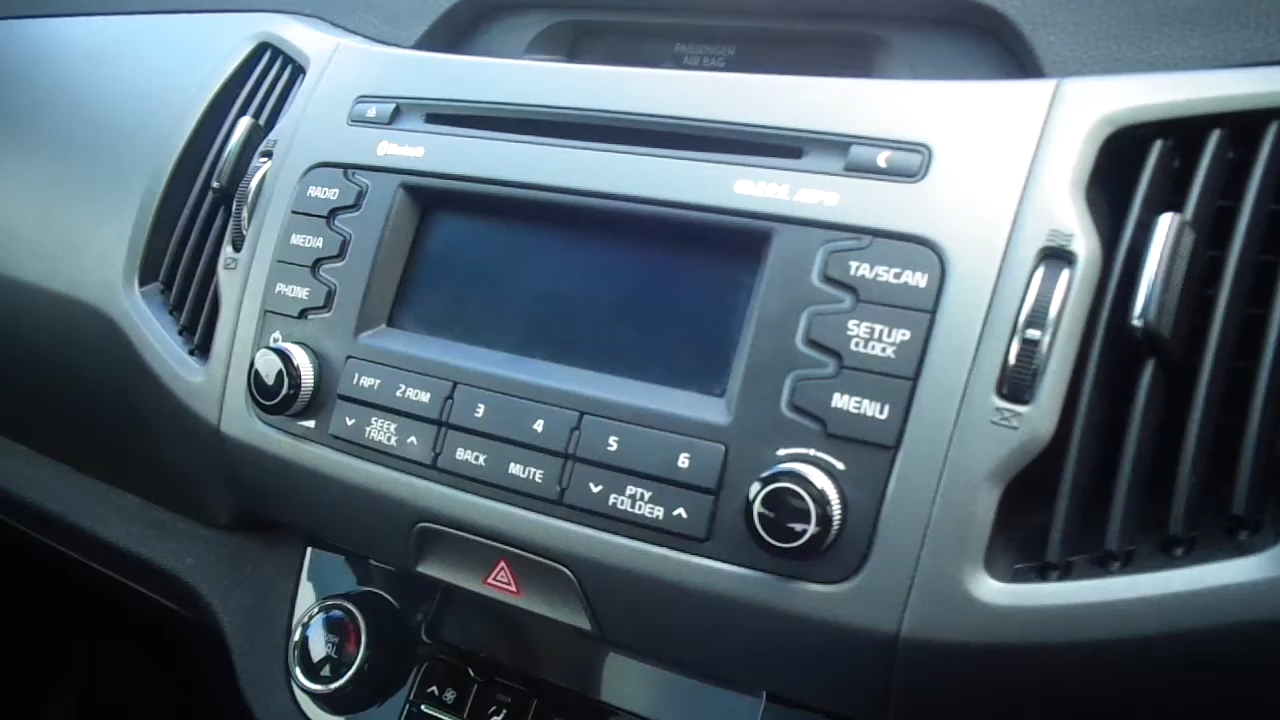 PASSENGER
AIR BAG
Bluetooth
RADIO
MEDIA
PHONE
TA/SCAN
SETUP
CLOCK
MENU
1 RPT 2 RDM
3 4
5 6
SEEK
TRACK
BACK MUTE
PTY
FOLDER